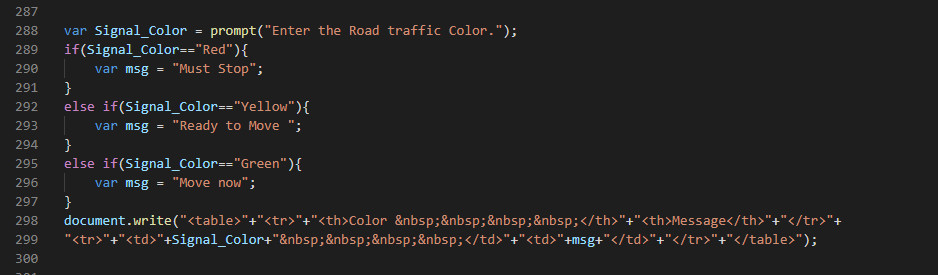 287
288 var Signal_Color = prompt("Enter the Road traffic Color.");
289 if(Signal_Color=="Red"){
290     var msg = "Must Stop";
291 }
292 else if(Signal_Color=="Yellow"){
293     var msg = "Ready to Move ";
294 }
295 else if(Signal_Color=="Green"){
296     var msg = "Move now";
297 }
298 document.write("<table>"+"<tr>"+"<th>Color &nbsp;&nbsp;&nbsp;&nbsp;</th>"+"<th>Message</th>"+"</tr>"+
299 "<tr>"+"<td>"+Signal_Color+"&nbsp;&nbsp;&nbsp;&nbsp;</td>"+"<td>"+msg+"</td>"+"</tr>"+"</table>");
300